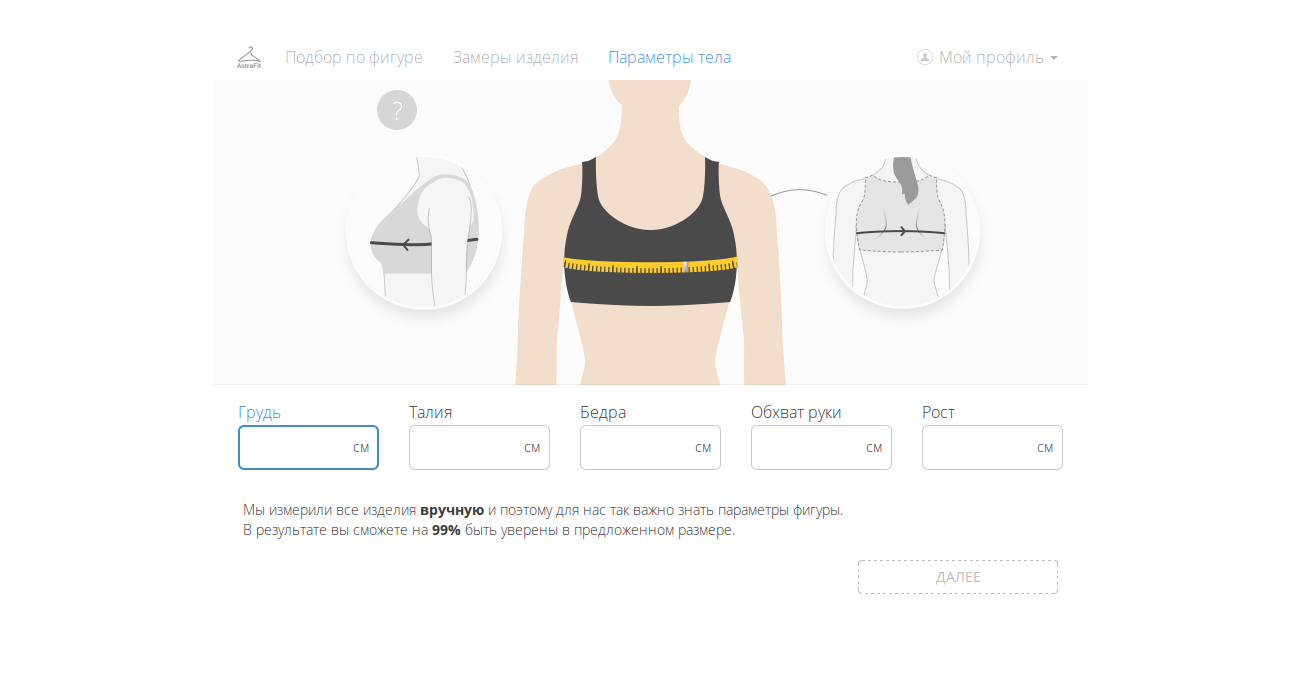 AstraFit
Подбор по фигуре
Замеры изделия
Параметры тела
Мой профиль
?
Грудь
Талия
Бедра
Обхват руки
Рост
см
см
см
см
см
Мы измерили все изделия вручную и поэтому для нас так важно знать параметры фигуры.
В результате вы сможете на 99% быть уверены в предложенном размере.
ДАЛЕЕ